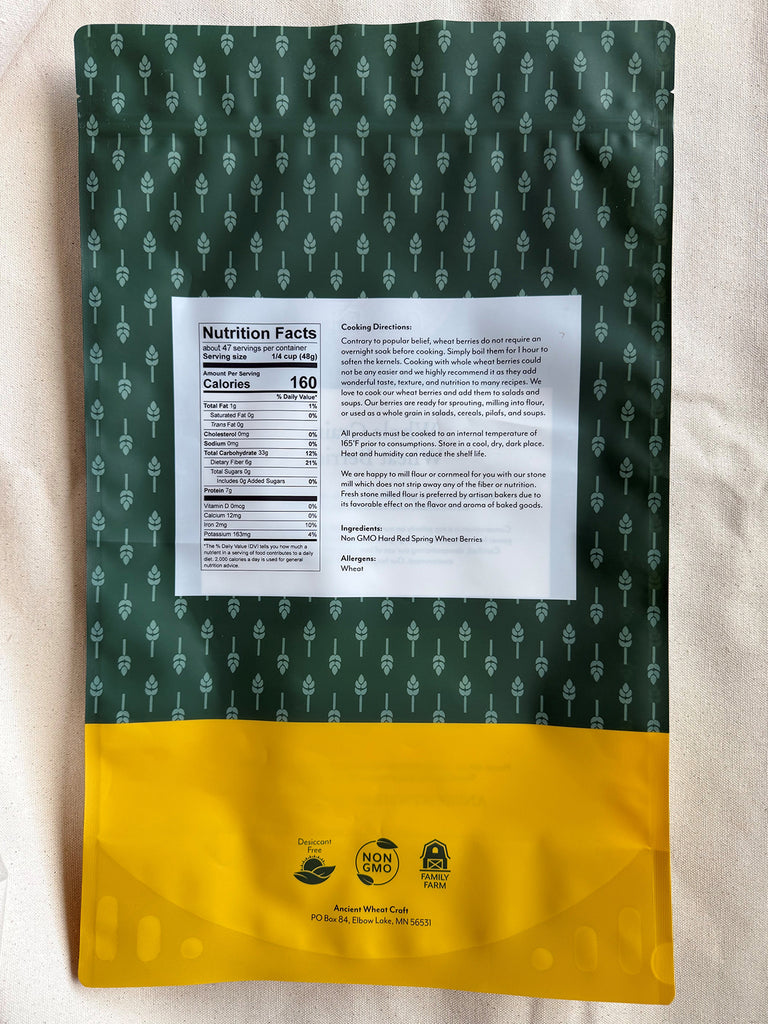 Nutrition Facts
about 47 servings per container
Serving size 1/4 cup (48g)
Amount Per Serving
Calories 160
% Daily Value*
Total Fat 1g 1%
Saturated Fat 0g 0%
Trans Fat 0g
Cholesterol 0mg 0%
Sodium 0mg 0%
Total Carbohydrate 33g 12%
Dietary Fiber 6g 21%
Total Sugars 0g
Includes 0g Added Sugars 0%
Protein 7g
Vitamin D 0mcg 0%
Calcium 12mg 0%
Iron 2mg 10%
Potassium 163mg 4%
*The % Daily Value (DV) tells you how much a
nutrient in a serving of food contributes to a daily
diet. 2,000 calories a day is used for general
nutrition advice.
Cooking Directions:
Contrary to popular belief, wheat berries do not require an
overnight soak before cooking. Simply boil them for 1 hour to
soften the kernels. Cooking with whole wheat berries could
not be any easier and we highly recommend it as they add
wonderful taste, texture, and nutrition to many recipes. We
love to cook our wheat berries and add them to salads and
soups. Our berries are ready for sprouting, milling into flour,
or used as a whole grain in salads, cereals, pilafs, and soups.
All products must be cooked to an internal temperature of
165°F prior to consumptions. Store in a cool, dry, dark place.
Heat and humidity can reduce the shelf life.
We are happy to mill flour or cornmeal for you with our stone
mill which does not strip away any of the fiber or nutrition.
Fresh stone milled flour is preferred by artisan bakers due to
its favorable effect on the flavor and aroma of baked goods.
Ingredients:
Non GMO Hard Red Spring Wheat Berries
Allergens:
Wheat
Desiccant
Free
NON
GMO
FAMILY
FARM
Ancient Wheat Craft
PO Box 84, Elbow Lake, MN 56531